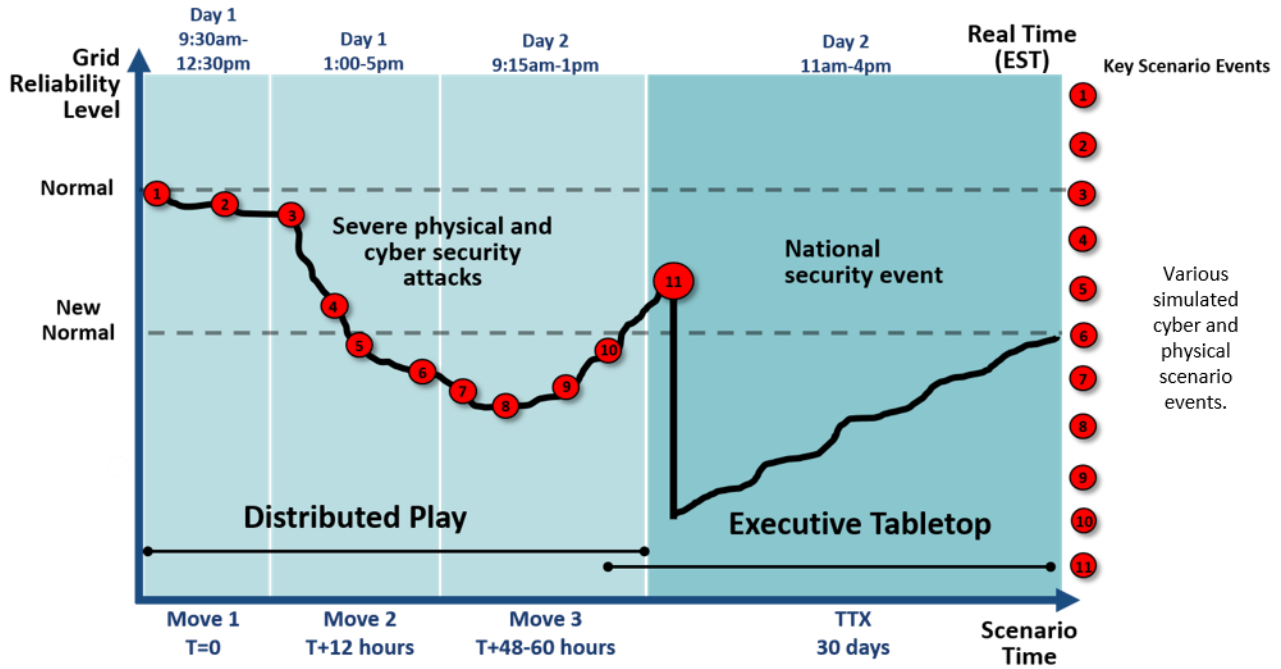 Day 1
9:30am-
12:30pm
Day 1
1:00-5pm
Day 2
9:15am-1pm
Day 2
11am-4pm
Real Time
(EST)
Key Scenario Events
Grid
Reliability
Level
Normal
New
Normal
1
2
3
4
5
6
7
8
9
10
11
Severe physical and
cyber security
attacks
National
security event
Distributed Play
Executive Tabletop
1
2
3
4
5
6
7
8
9
10
11
Various
simulated
cyber and
physical
scenario
events.
Move 1
T=0
Move 2
T+12 hours
Move 3
T+48-60 hours
TTX
30 days
Scenario
Time